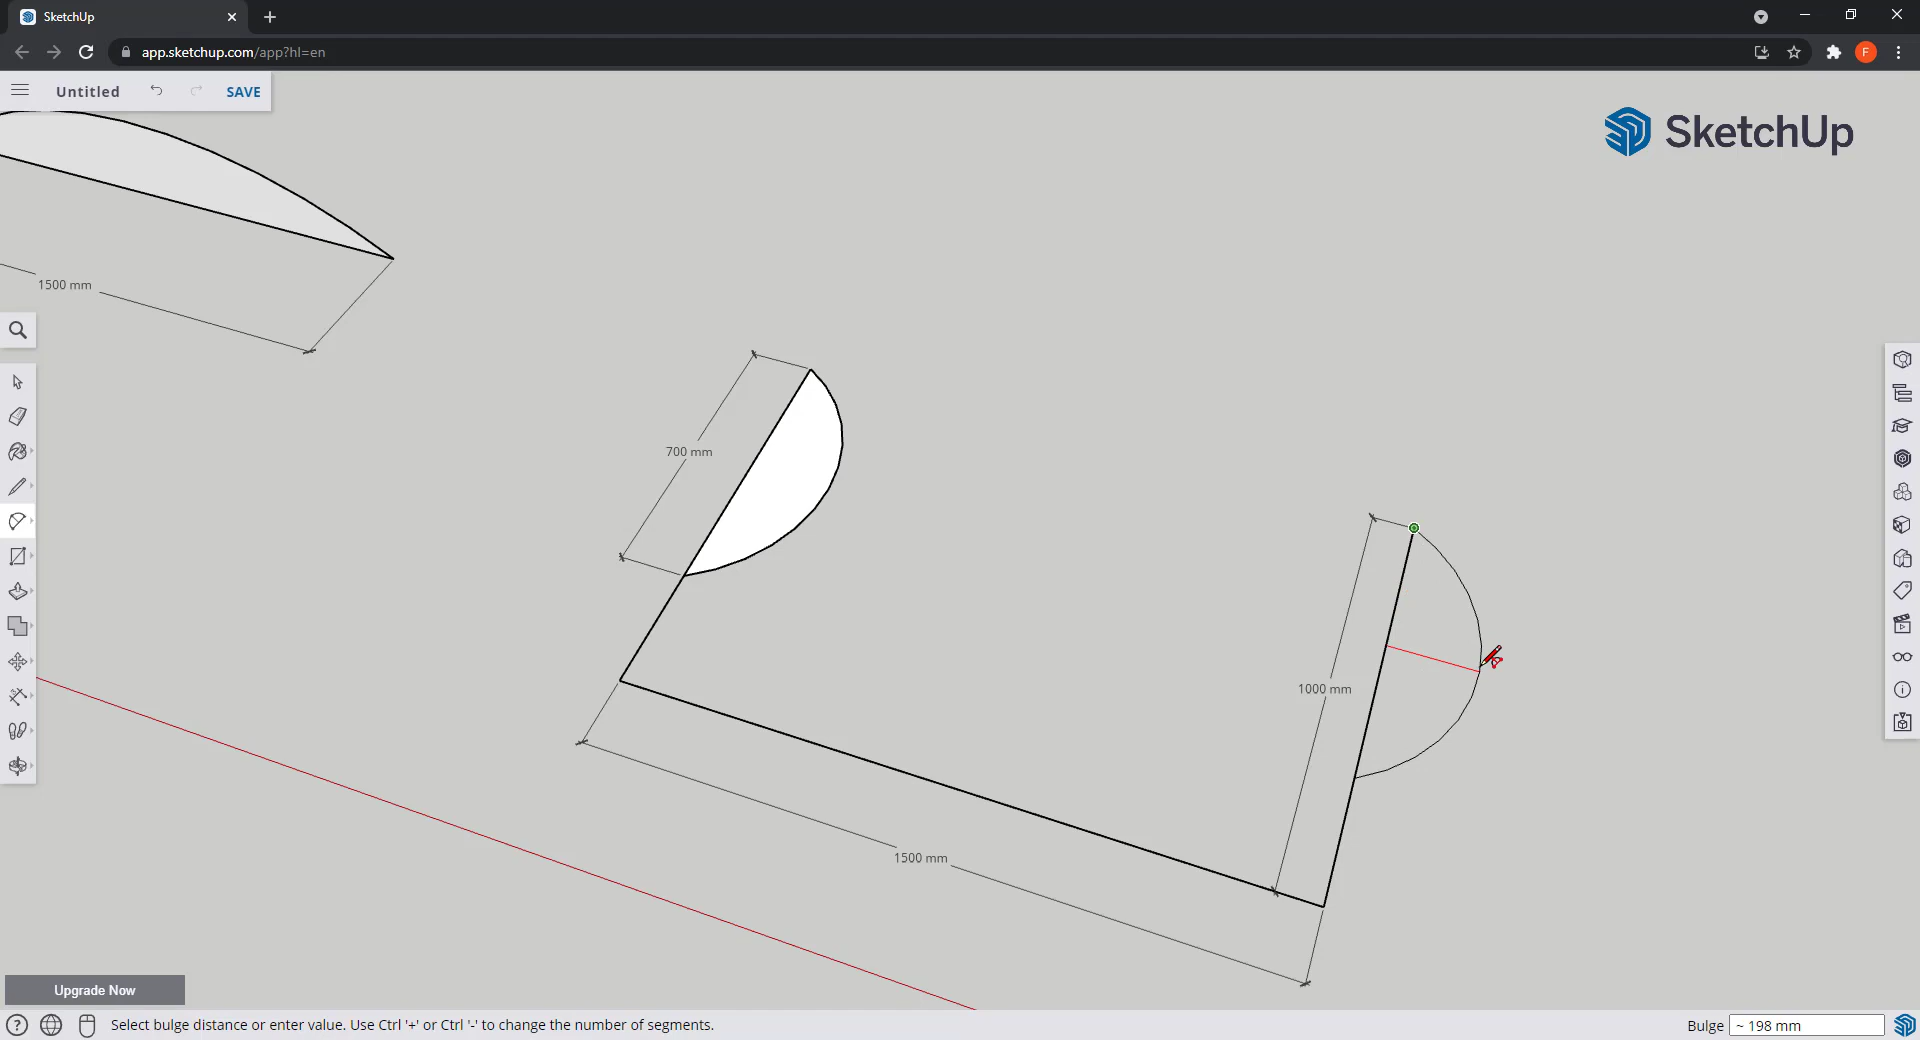 SketchUp
app.sketchup.com/app?hl=en
F
Untitled
SAVE
SketchUp
1500 mm
700 mm
1000 mm
1500 mm
Upgrade Now
Select bulge distance or enter value. Use Ctrl '+' or Ctrl '-' to change the number of segments.
Bulge ~ 198 mm